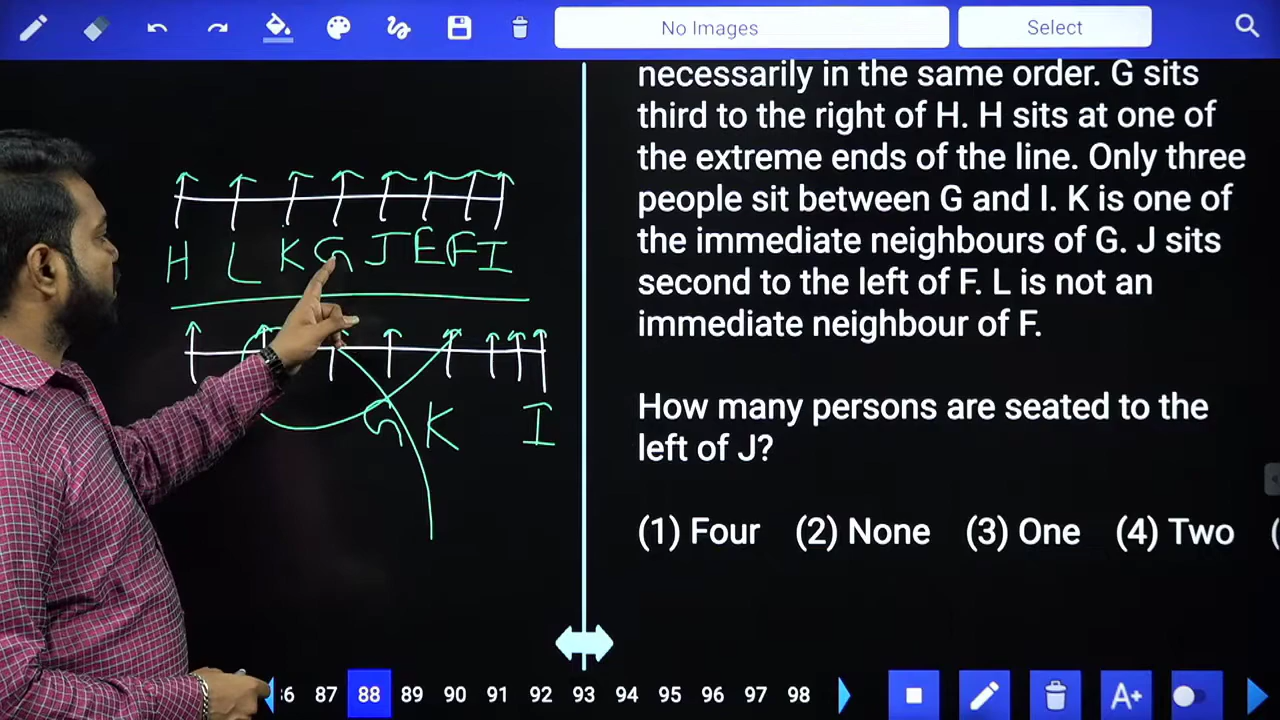 No Images
Select
necessarily in the same order. G sits
third to the right of H. H sits at one of
the extreme ends of the line. Only three
people sit between G and I. K is one of
the immediate neighbours of G. J sits
second to the left of F. L is not an
immediate neighbour of F.
How many persons are seated to the
left of J?
(1) Four (2) None (3) One (4) Two (
H L K G J E F I
G K I
87 88 89 90 91 92 93 94 95 96 97 98
A+